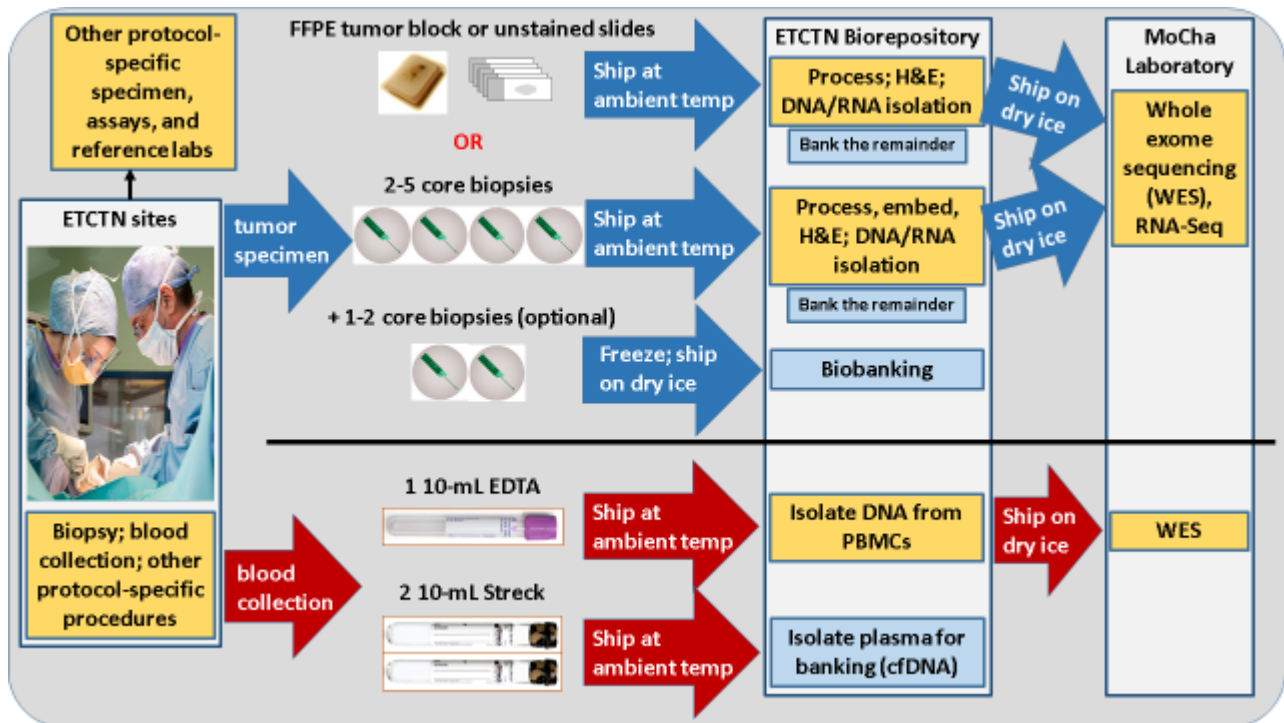 Other protocol-
specific
specimen,
assays, and
reference labs
ETCTN sites
Biopsy; blood
collection; other
protocol-specific
procedures
tumor
specimen
blood
collection
FFPE tumor block or unstained slides
OR
2-5 core biopsies
+ 1-2 core biopsies (optional)
1 10-mL EDTA
2 10-mL Streck
Ship at
ambient temp
Ship at
ambient temp
Freeze; ship
on dry ice
Ship at
ambient temp
Ship at
ambient temp
ETCTN Biorepository
Process; H&E;
DNA/RNA isolation
Bank the remainder
Process, embed,
H&E; DNA/RNA
isolation
Bank the remainder
Biobanking
Isolate DNA from
PBMCs
Isolate plasma for
banking (cfDNA)
Ship on
dry ice
Ship on
dry ice
Ship on
dry ice
MoCha
Laboratory
Whole
exome
sequencing
(WES),
RNA-Seq
WES